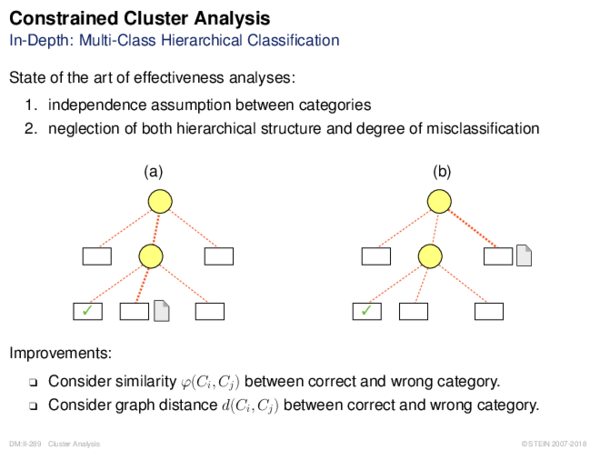 Constrained Cluster Analysis
In-Depth: Multi-Class Hierarchical Classification
State of the art of effectiveness analyses:
1. independence assumption between categories
2. neglection of both hierarchical structure and degree of misclassification
(a) (b)
✓ ✓
Improvements:
❑ Consider similarity φ(C_i, C_j) between correct and wrong category.
❑ Consider graph distance d(C_i, C_j) between correct and wrong category.
DM:II-289 Cluster Analysis ©STEIN 2007-2018